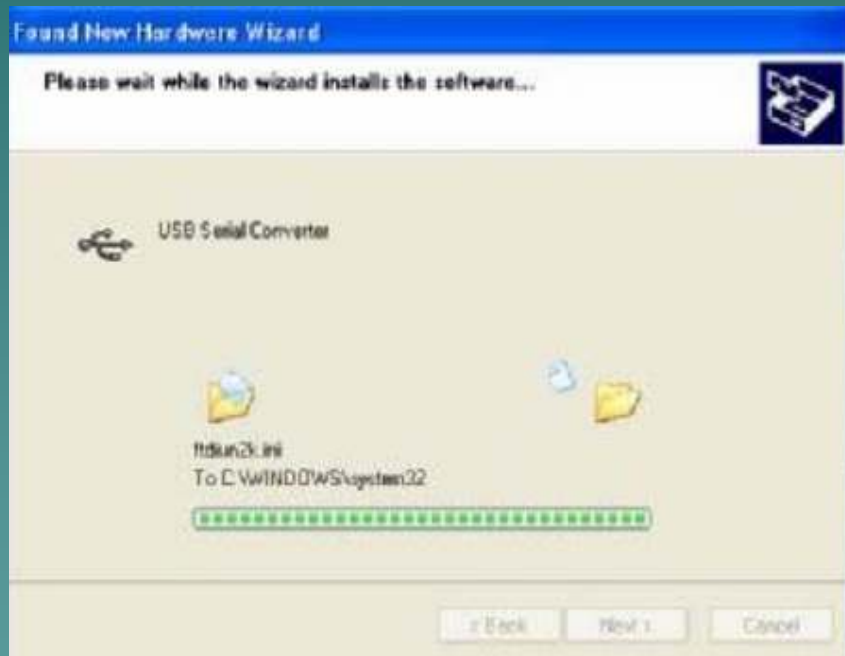 Found New Hardware Wizard
Please wait while the wizard installs the software...
USB Serial Converter
ftdiun2k.ini
To C:\WINDOWS\system32
< Back
Next >
Cancel